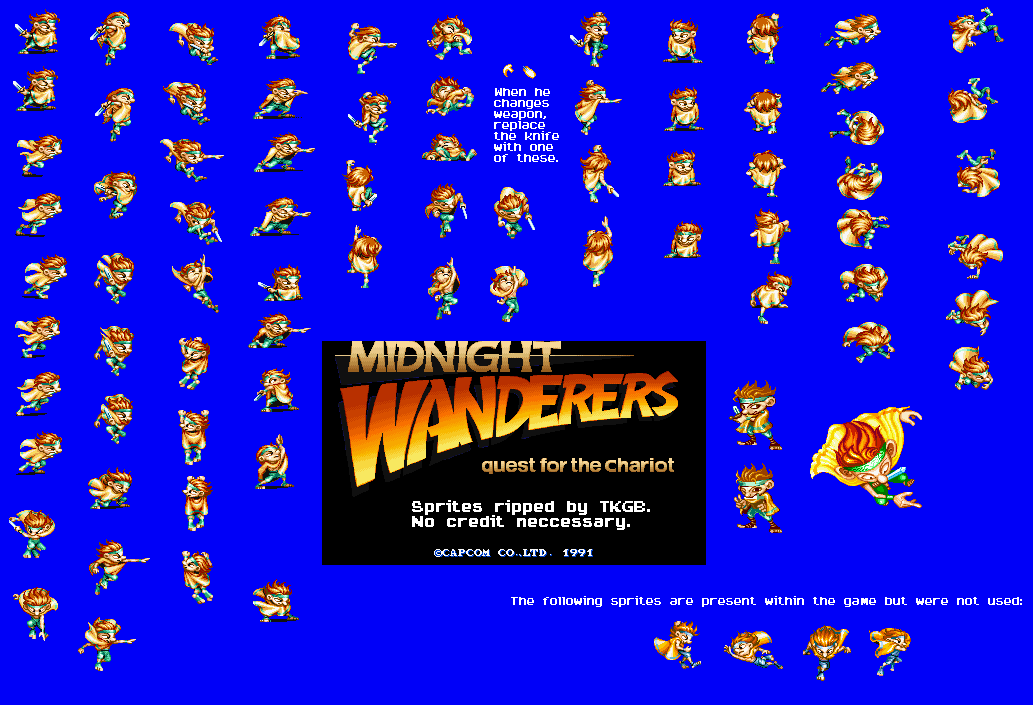 When he
changes
weapon,
replace
the knife
with one
of these.
MIDNIGHT
WANDERERS
quest for the Chariot
Sprites ripped by TKGB.
No credit neccessary.
©CAPCOM CO.,LTD. 1991
The following sprites are present within the game but were not used: